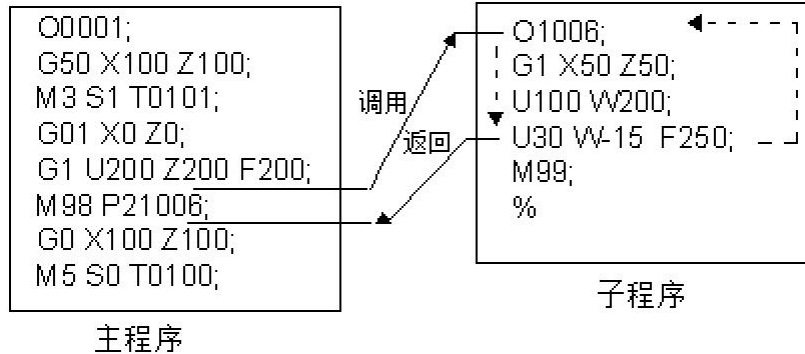 O0001;
G50 X100 Z100;
M3 S1 T0101;
G01 X0 Z0;
G1 U200 Z200 F200;
M98 P21006;
G0 X100 Z100;
M5 S0 T0100;
主程序
调用
返回
O1006;
G1 X50 Z50;
U100 W200;
U30 W-15 F250;
M99;
%
子程序